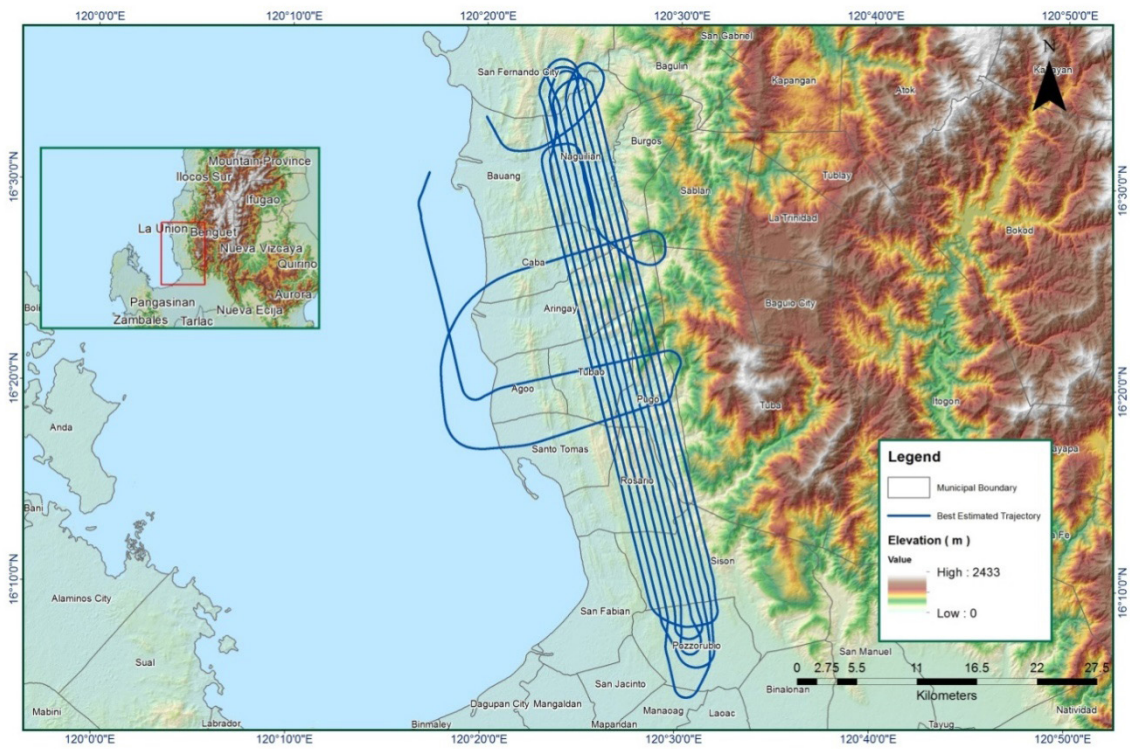 120°0'0"E 120°10'0"E 120°20'0"E 120°30'0"E 120°40'0"E 120°50'0"E
San Gabriel
N
San Fernando City
Bagulin
Kapangan
Atok
Burgos
Naguilian
Bauang
Sablan
Tublay
La Trinidad
Bokod
Caba
Aringay
Baguio City
Tubao
Agoo
Pugo
Tuba
Itogon
Anda
Santo Tomas
Rosario
Bani
Sison
Alaminos City
San Fabian
Pozzorubio
San Manuel
Sual
San Jacinto
Binalonan
Mabini
Labrador
Binmaley
Dagupan City
Mangaldan
Mapandan
Manaoag
Laoac
Tayug
Natividad
16°30'0"N
16°20'0"N
16°10'0"N
16°30'0"N
16°20'0"N
16°10'0"N
Mountain Province
Ilocos Sur
Ifugao
La Union
Benguet
Nueva Vizcaya
Quirino
Aurora
Pangasinan
Nueva Ecija
Zambales
Tarlac
Legend
Municipal Boundary
Best Estimated Trajectory
Elevation ( m )
Value
High : 2433
Low : 0
0 2.75 5.5 11 16.5 22 27.5
Kilometers
120°0'0"E 120°10'0"E 120°20'0"E 120°30'0"E 120°40'0"E 120°50'0"E